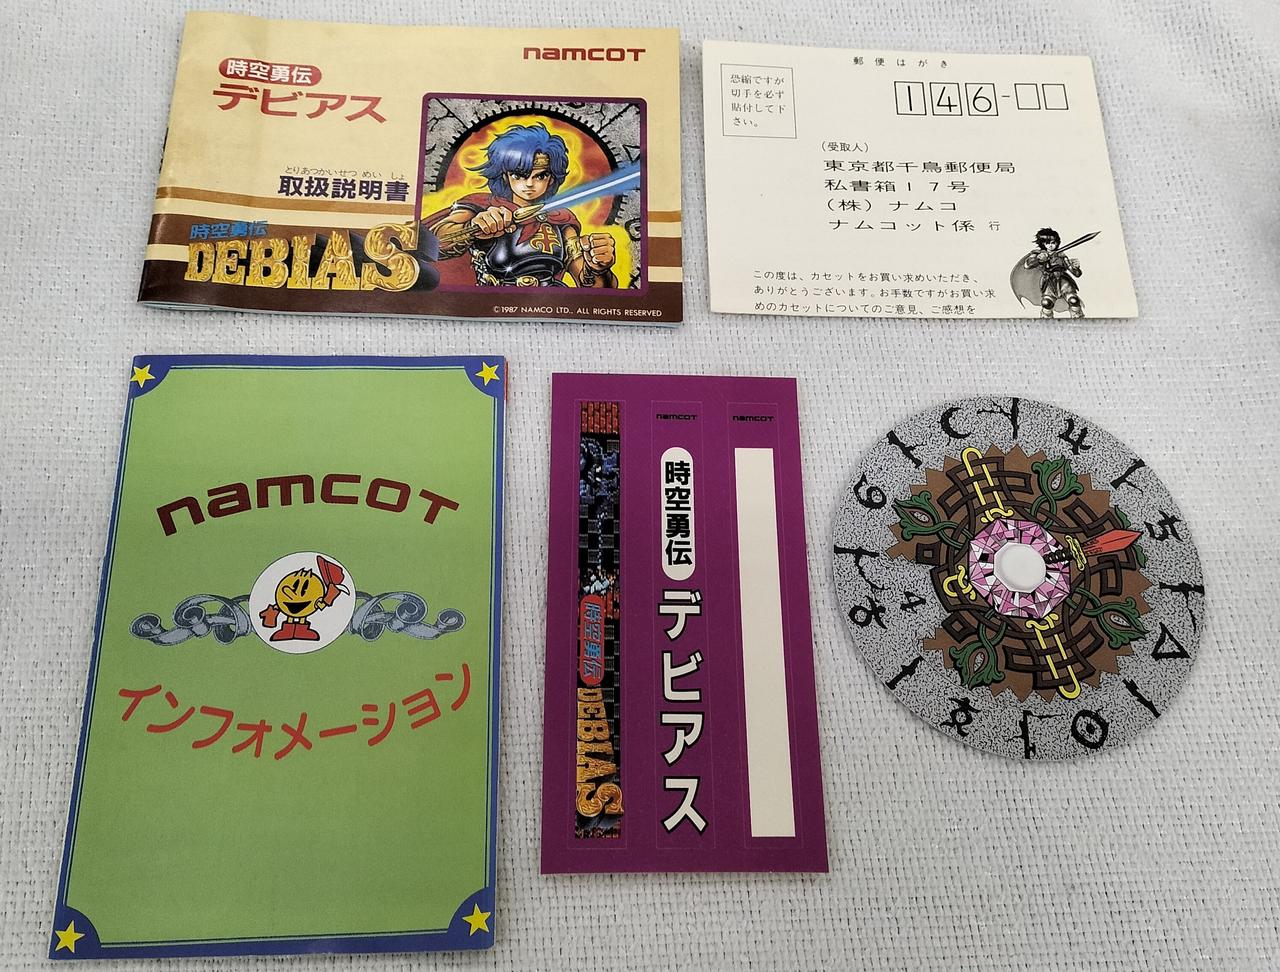 namcoT
時空勇伝
デビアス
とりあつかいせつ めい しょ
取扱説明書
時空勇伝
DEBIAS
©1987 NAMCO LTD., ALL RIGHTS RESERVED
郵便はがき
恐縮ですが
切手を必ず
貼付して下
さい。
146-
(受取人)
東京都千鳥郵便局
私書箱17号
(株)ナムコ
ナムコット係 行
この度は、カセットをお買い求めいただき、
ありがとうございます。お手数ですがお買い求
めのカセットについてのご意見、ご感想を
namcoT
インフォメーション
時空勇伝
DEBIAS
namcoT
時空勇伝
デビアス
namcoT